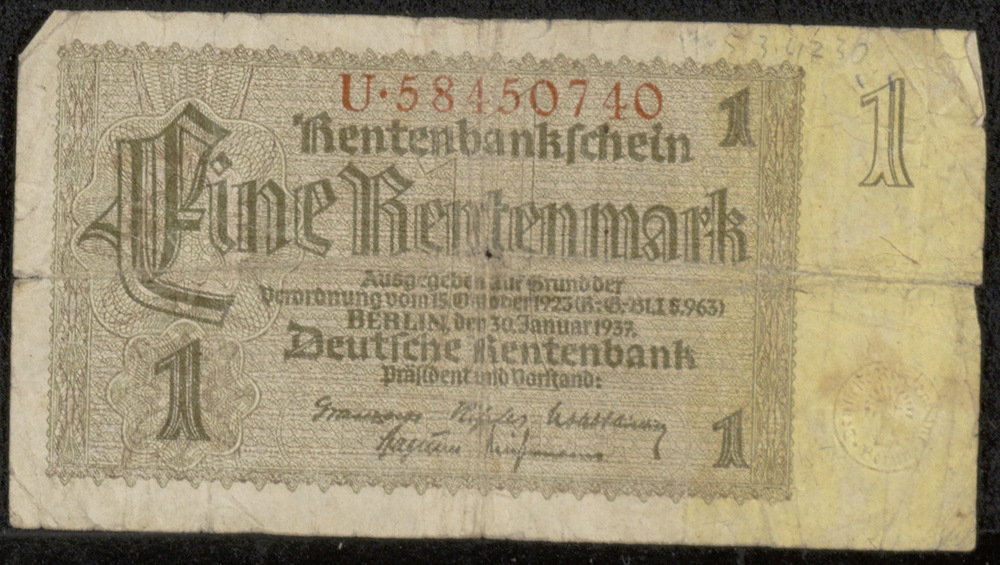 U·58450740
1
1
Rentenbankschein
Eine Rentenmark
Ausgegeben auf Grund der
Verordnung vom 15. Oktober 1923 (R.-G.-Bl. I S. 963)
BERLIN, den 30. Januar 1937.
Deutsche Rentenbank
Präsident und Vorstand:
1
1